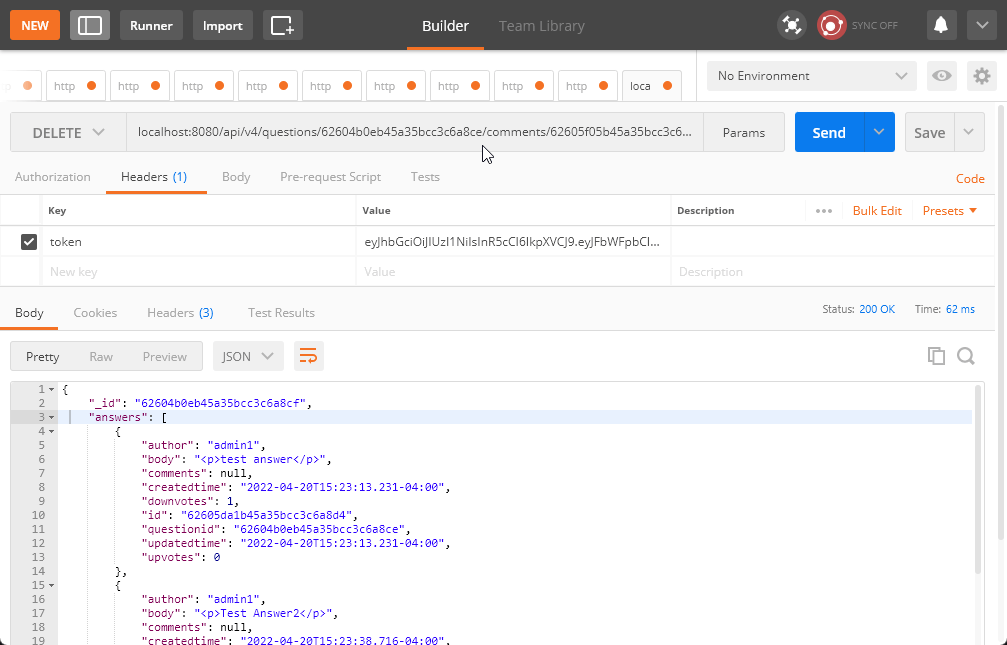 NEW Runner Import Builder Team Library SYNC OFF
http http http http http http http http http loca No Environment
DELETE localhost:8080/api/v4/questions/62604b0eb45a35bcc3c6a8ce/comments/62605f05b45a35bcc3c6... Params Send Save
Authorization Headers (1) Body Pre-request Script Tests Code
Key Value Description ••• Bulk Edit Presets
token eyJhbGciOiJIUzI1NiIsInR5cCI6IkpXVCJ9.eyJFbWFpbCI...
New key Value Description
Body Cookies Headers (3) Test Results Status: 200 OK Time: 62 ms
Pretty Raw Preview JSON
1 {
2 "_id": "62604b0eb45a35bcc3c6a8cf",
3 "answers": [
4 {
5 "author": "admin1",
6 "body": "<p>test answer</p>",
7 "comments": null,
8 "createdtime": "2022-04-20T15:23:13.231-04:00",
9 "downvotes": 1,
10 "id": "62605da1b45a35bcc3c6a8d4",
11 "questionid": "62604b0eb45a35bcc3c6a8ce",
12 "updatedtime": "2022-04-20T15:23:13.231-04:00",
13 "upvotes": 0
14 },
15 {
16 "author": "admin1",
17 "body": "<p>Test Answer2</p>",
18 "comments": null,
19 "createdtime": "2022-04-20T15:23:38.716-04:00",